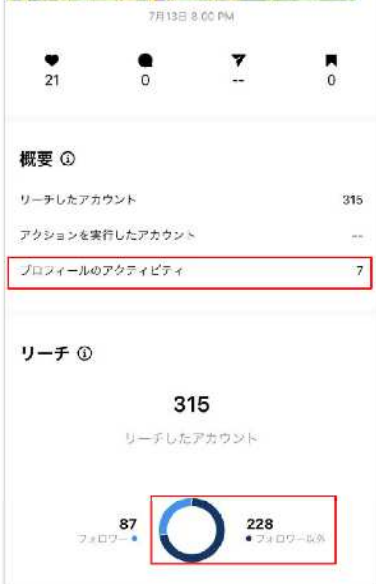 7月13日 8:00 PM
21 0 -- 0
概要
リーチしたアカウント 315
アクションを実行したアカウント --
プロフィールのアクティビティ 7
リーチ
315
リーチしたアカウント
87 228
フォロワー フォロワー以外